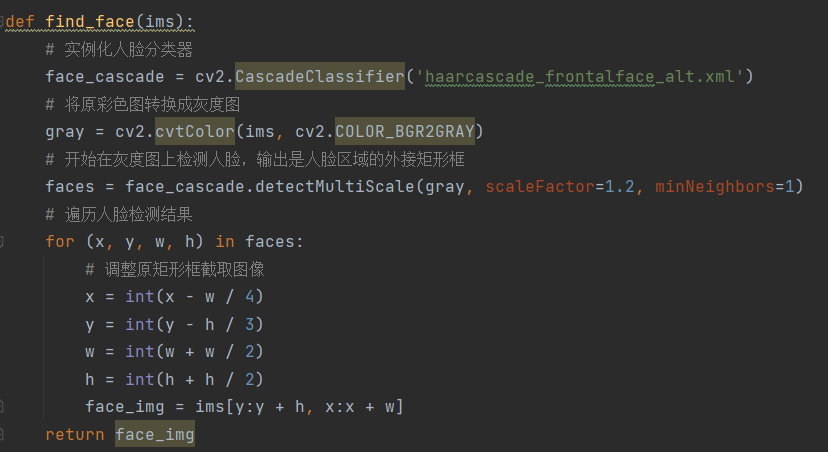 def find_face(ims):
    # 实例化人脸分类器
    face_cascade = cv2.CascadeClassifier('haarcascade_frontalface_alt.xml')
    # 将原彩色图转换成灰度图
    gray = cv2.cvtColor(ims, cv2.COLOR_BGR2GRAY)
    # 开始在灰度图上检测人脸，输出是人脸区域的外接矩形框
    faces = face_cascade.detectMultiScale(gray, scaleFactor=1.2, minNeighbors=1)
    # 遍历人脸检测结果
    for (x, y, w, h) in faces:
        # 调整原矩形框截取图像
        x = int(x - w / 4)
        y = int(y - h / 3)
        w = int(w + w / 2)
        h = int(h + h / 2)
        face_img = ims[y:y + h, x:x + w]
    return face_img